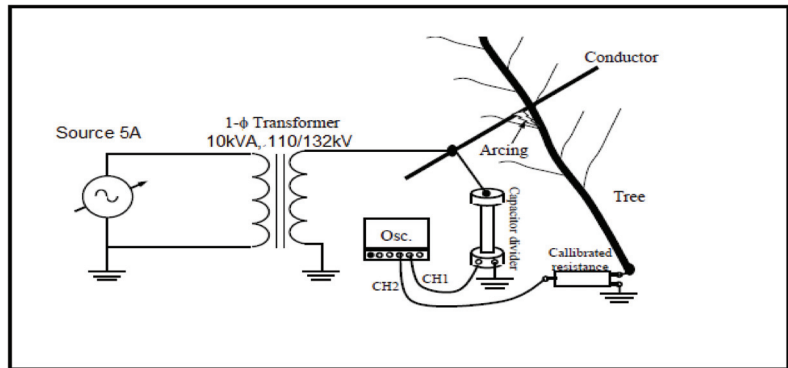 Conductor
1-ϕ Transformer
Source 5A
10kVA, .110/132kV
Arcing
Tree
Capacitor divider
Osc.
Callibrated
resistance
CH1
CH2